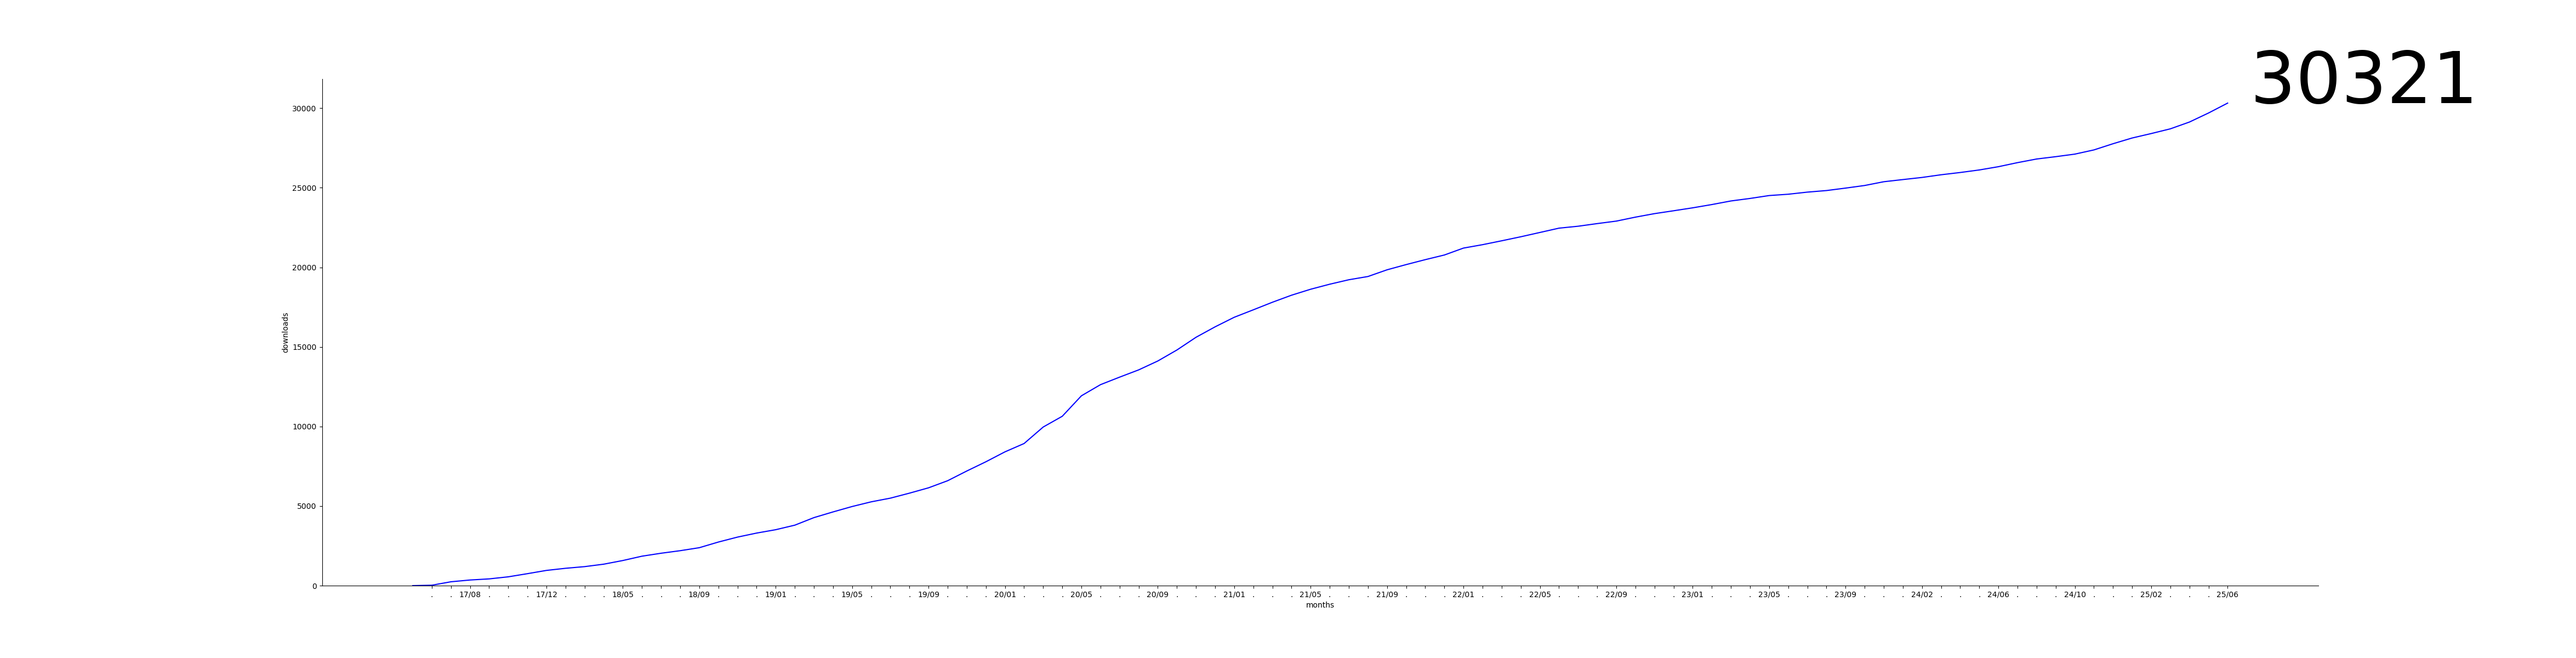 30321
30000
25000
20000
15000
10000
5000
0
downloads
. . 17/08 . . . 17/12 . . . 18/05 . . . 18/09 . . . 19/01 . . . 19/05 . . . 19/09 . . . 20/01 . . . 20/05 . . . 20/09 . . . 21/01 . . . 21/05 . . . 21/09 . . . 22/01 . . . 22/05 . . . 22/09 . . . 23/01 . . . 23/05 . . . 23/09 . . . 24/02 . . . 24/06 . . . 24/10 . . . 25/02 . . . 25/06
months